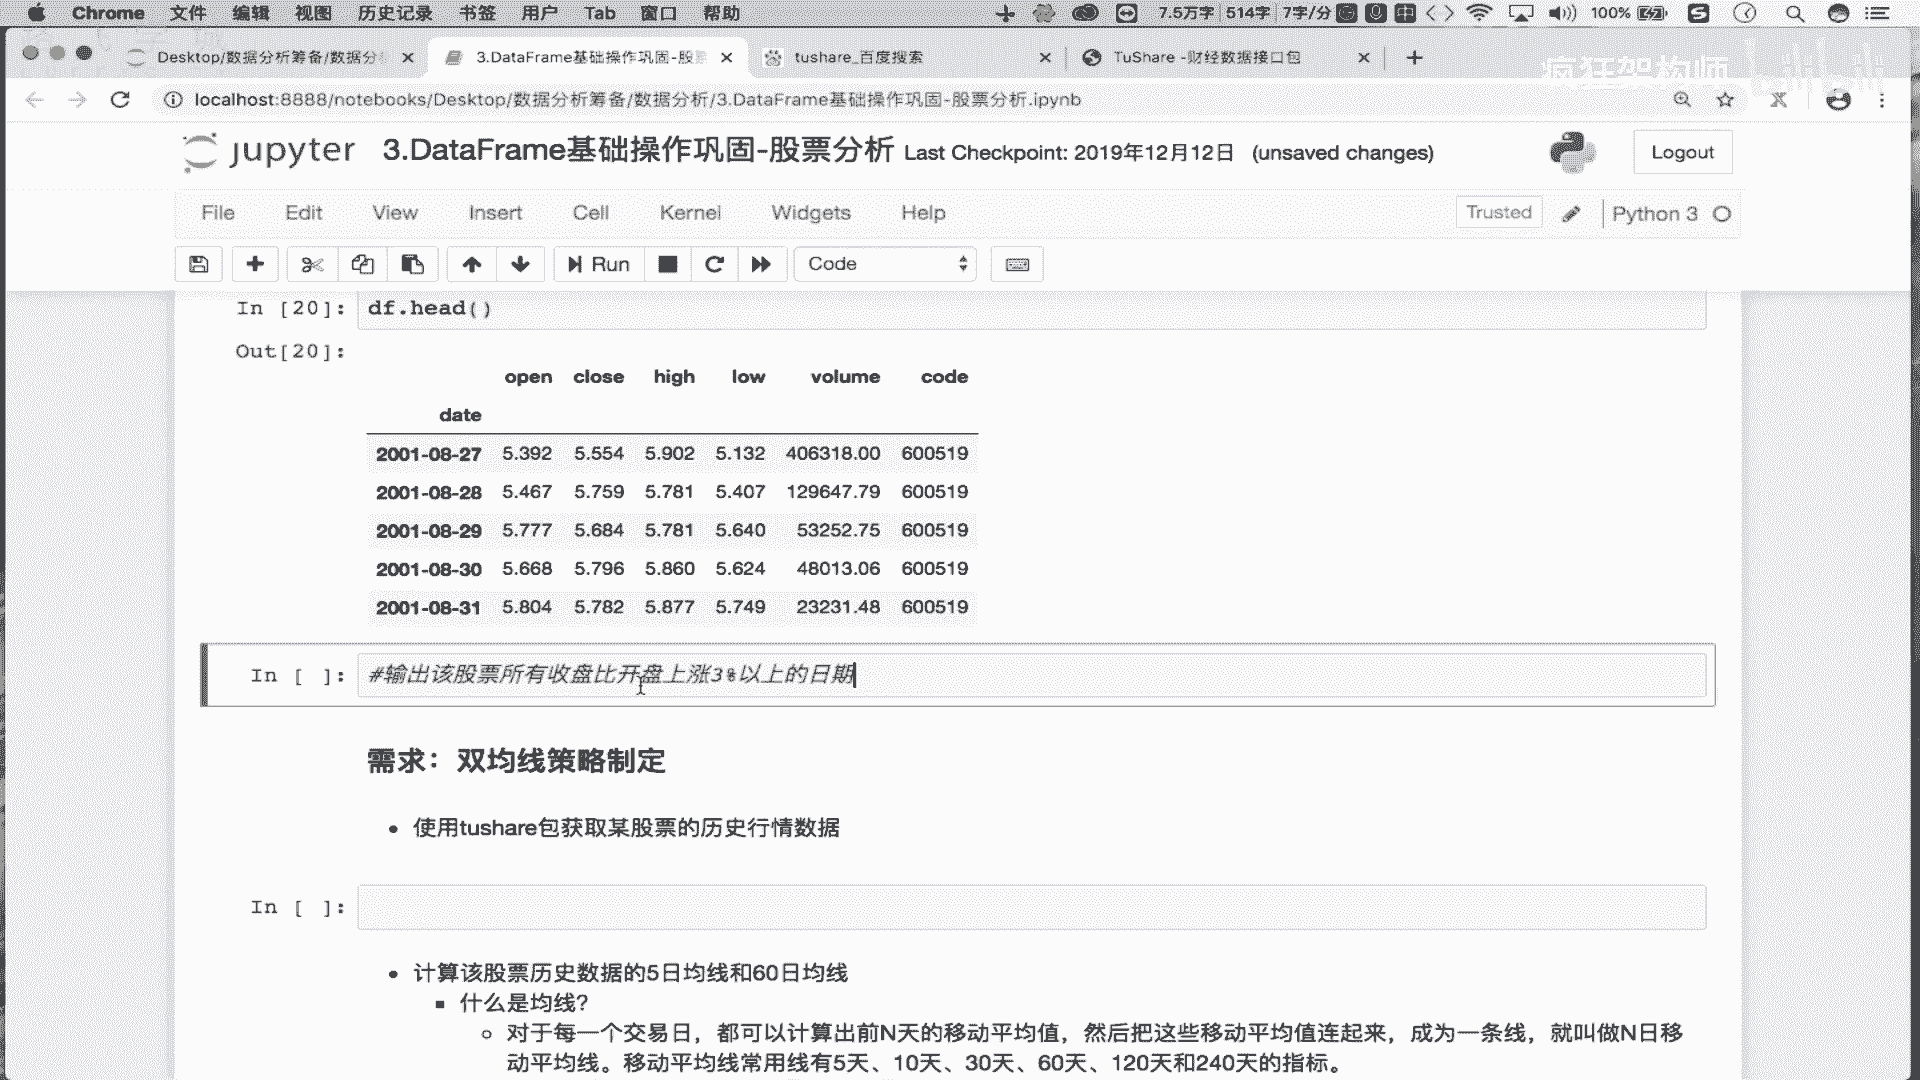 Chrome 文件 编辑 视图 历史记录 书签 用户 Tab 窗口 帮助 7.5万字 514字 7字/分 中 100%
Desktop/数据分析筹备/数据分析 3.DataFrame基础操作巩固-股票 tushare_百度搜索 TuShare -财经数据接口包
疯狂架构师 bilibili
localhost:8888/notebooks/Desktop/数据分析筹备/数据分析/3.DataFrame基础操作巩固-股票分析.ipynb
jupyter 3.DataFrame基础操作巩固-股票分析 Last Checkpoint: 2019年12月12日 (unsaved changes) Logout
File Edit View Insert Cell Kernel Widgets Help Trusted Python 3
Run Code
In [20]: df.head()
Out[20]:
open close high low volume code
date
2001-08-27 5.392 5.554 5.902 5.132 406318.00 600519
2001-08-28 5.467 5.759 5.781 5.407 129647.79 600519
2001-08-29 5.777 5.684 5.781 5.640 53252.75 600519
2001-08-30 5.668 5.796 5.860 5.624 48013.06 600519
2001-08-31 5.804 5.782 5.877 5.749 23231.48 600519
In [ ]: #输出该股票所有收盘比开盘上涨3%以上的日期
需求：双均线策略制定
使用tushare包获取某股票的历史行情数据
In [ ]:
计算该股票历史数据的5日均线和60日均线
什么是均线?
对于每一个交易日，都可以计算出前N天的移动平均值，然后把这些移动平均值连起来，成为一条线，就叫做N日移
动平均线。移动平均线常用线有5天、10天、30天、60天、120天和240天的指标。